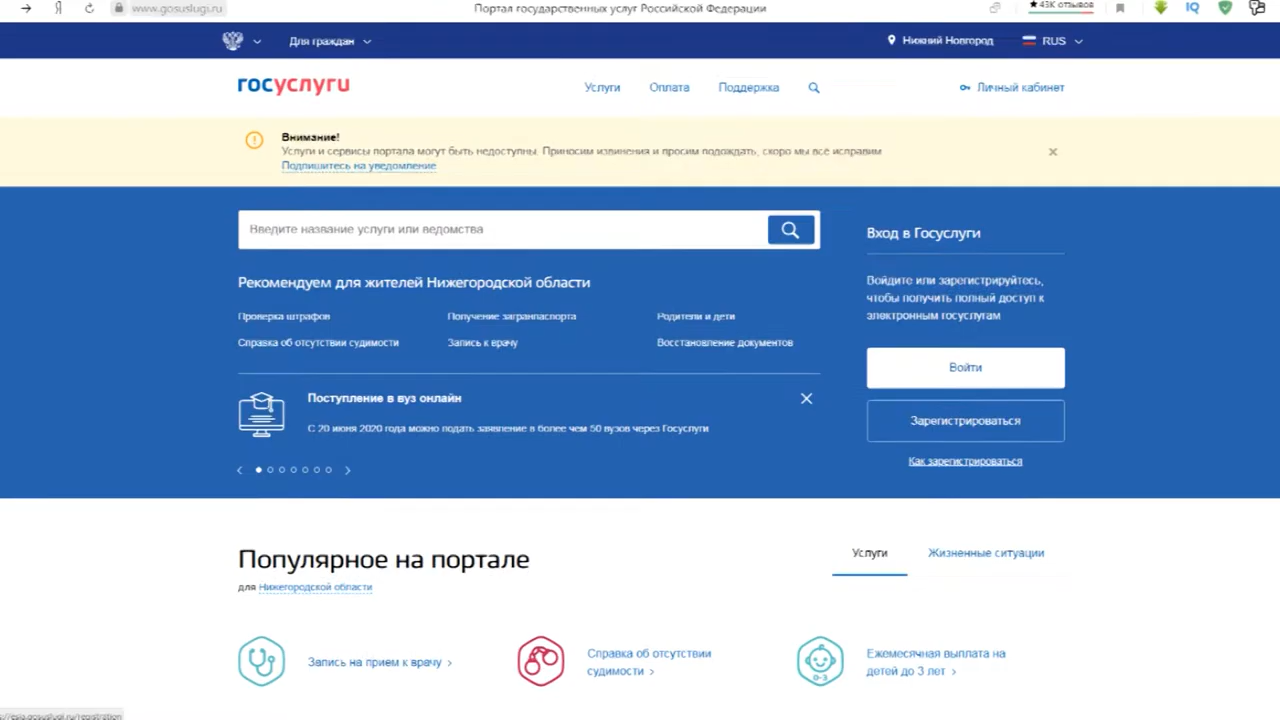 www.gosuslugi.ru
Портал государственных услуг Российской Федерации
★ 43K отзывов
IQ
Для граждан
Нижний Новгород
RUS
госуслуги
Услуги
Оплата
Поддержка
Личный кабинет
Внимание!
Услуги и сервисы портала могут быть недоступны. Приносим извинения и просим подождать, скоро мы все исправим
Подпишитесь на уведомление
Введите название услуги или ведомства
Рекомендуем для жителей Нижегородской области
Проверка штрафов
Получение загранпаспорта
Родители и дети
Справка об отсутствии судимости
Запись к врачу
Восстановление документов
Поступление в вуз онлайн
С 20 июня 2020 года можно подать заявление в более чем 50 вузов через Госуслуги
Вход в Госуслуги
Войдите или зарегистрируйтесь,
чтобы получить полный доступ к
электронным госуслугам
Войти
Зарегистрироваться
Как зарегистрироваться
Популярное на портале
для Нижегородской области
Услуги
Жизненные ситуации
Запись на прием к врачу
Справка об отсутствии
судимости
0-3
Ежемесячная выплата на
детей до 3 лет